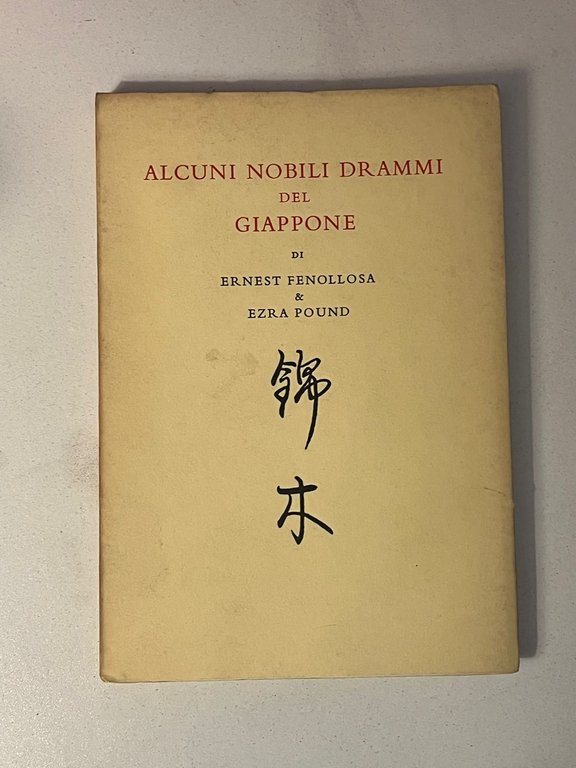 ALCUNI NOBILI DRAMMI
DEL
GIAPPONE
DI
ERNEST FENOLLOSA
&
EZRA POUND
錦
木